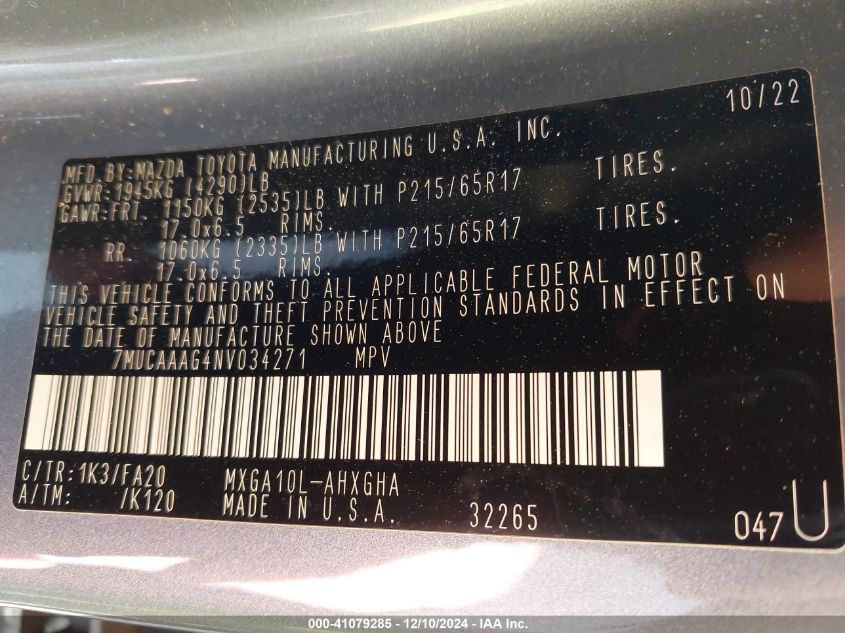 10/22
MFD.BY:MAZDA TOYOTA MANUFACTURING U.S.A. INC.
GVWR:1945KG (4290)LB
GAWR:FRT. 1150KG (2535)LB WITH P215/65R17 TIRES.
17.0x6.5 RIMS.
RR. 1060KG (2335)LB WITH P215/65R17 TIRES.
17.0x6.5 RIMS.
THIS VEHICLE CONFORMS TO ALL APPLICABLE FEDERAL MOTOR
VEHICLE SAFETY AND THEFT PREVENTION STANDARDS IN EFFECT ON
THE DATE OF MANUFACTURE SHOWN ABOVE
7MUCAAAG4NV034271 MPV
C/TR:1K3/FA20 MXGA10L-AHXGHA
A/TM: /K120 MADE IN U.S.A. 32265 047U
000-41079285 - 12/10/2024 - IAA Inc.